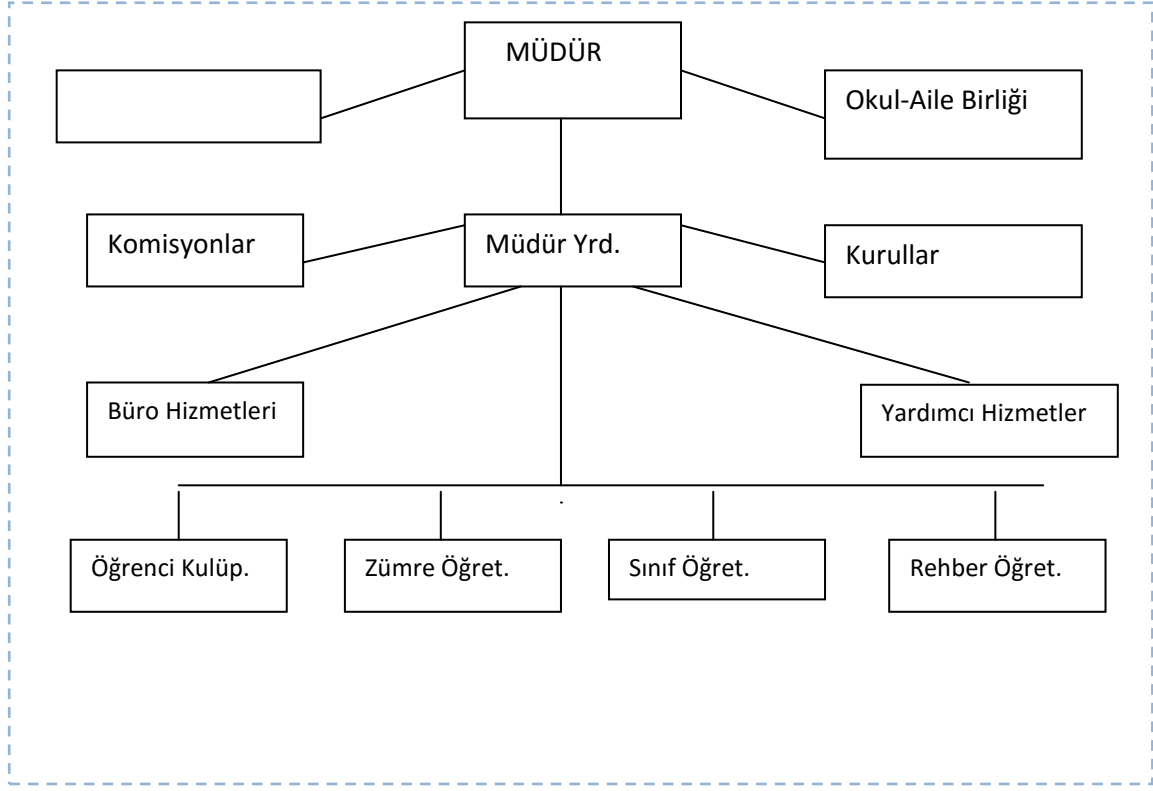 MÜDÜR
Okul-Aile Birliği
Komisyonlar
Müdür Yrd.
Kurullar
Büro Hizmetleri
Yardımcı Hizmetler
.
Öğrenci Kulüp.
Zümre Öğret.
Sınıf Öğret.
Rehber Öğret.